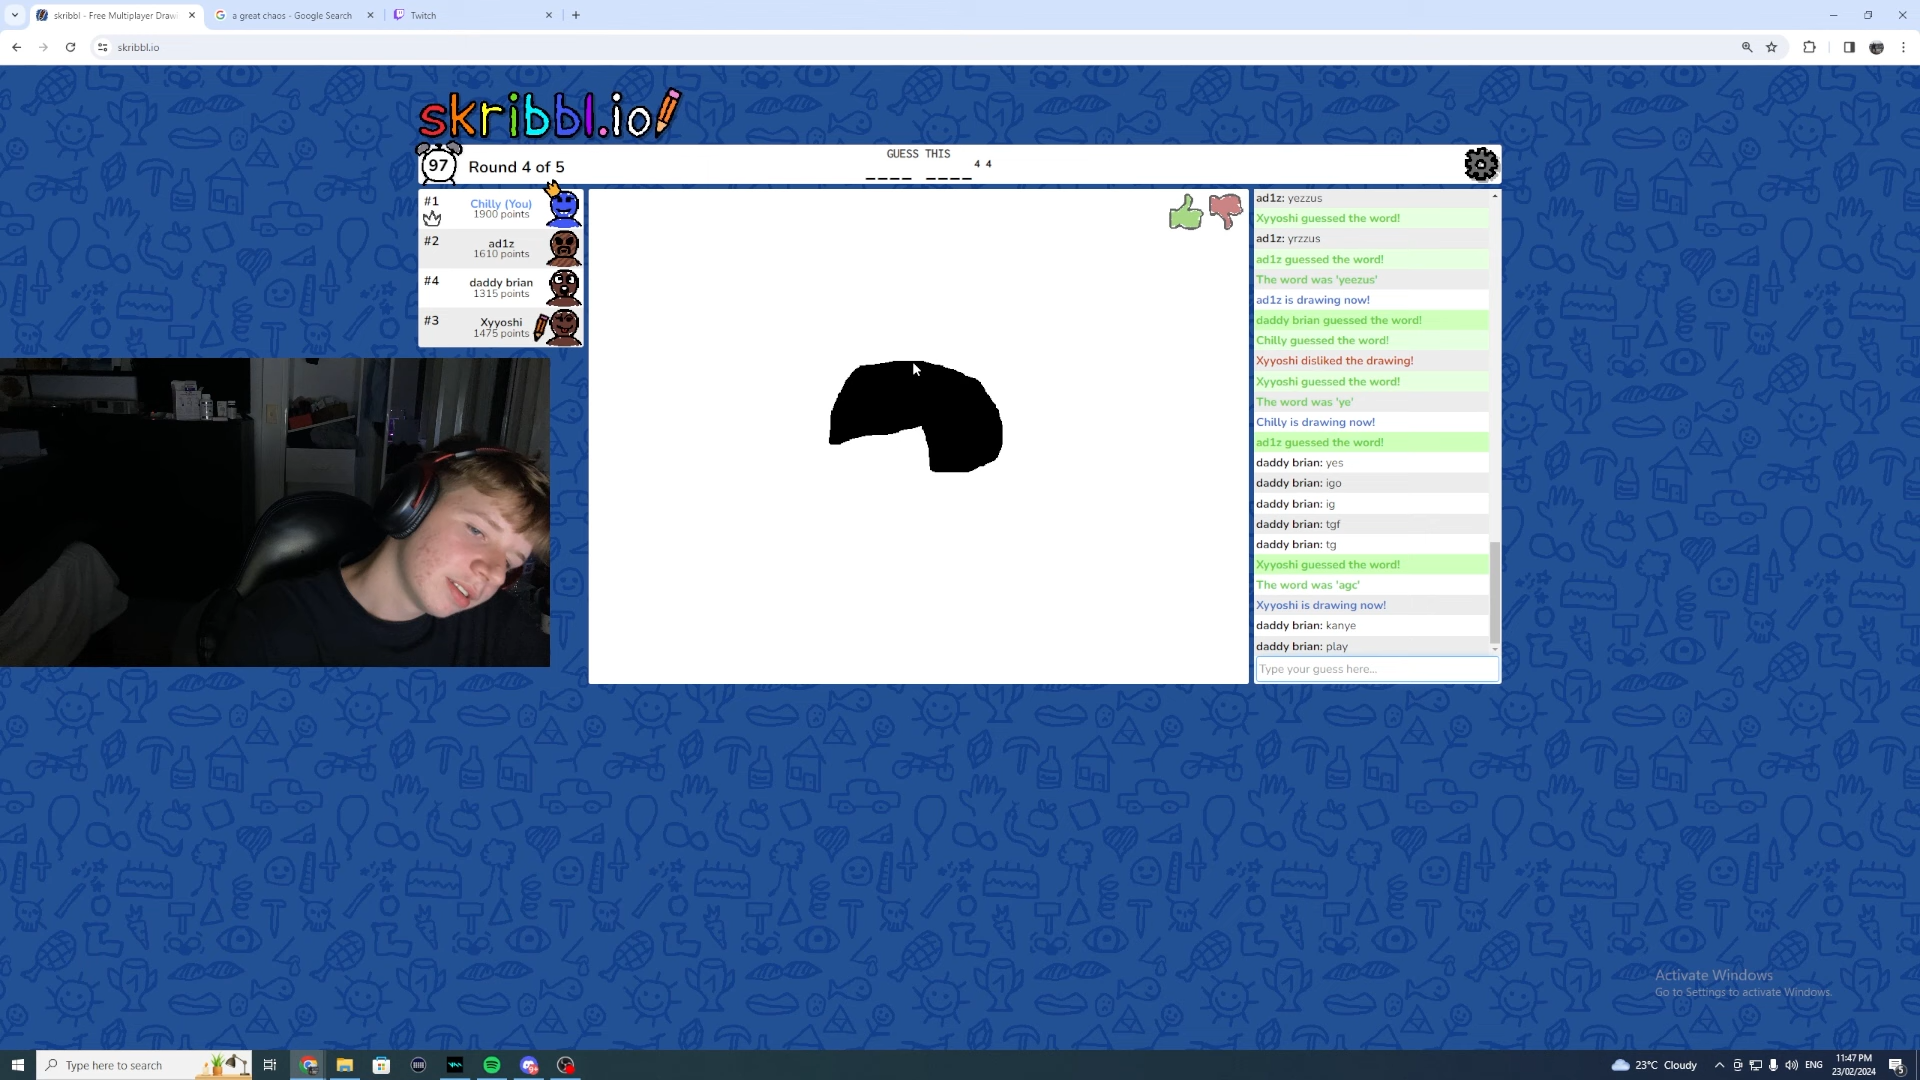 skribbl - Free Multiplayer Drawi
a great chaos - Google Search
Twitch
skribbl.io
skribbl.io
97
Round 4 of 5
GUESS THIS
____ ____ 4 4
#1
Chilly (You)
1900 points
#2
ad1z
1610 points
#4
daddy brian
1315 points
#3
Xyyoshi
1475 points
ad1z: yezzus
Xyyoshi guessed the word!
ad1z: yrzzus
ad1z guessed the word!
The word was 'yeezus'
ad1z is drawing now!
daddy brian guessed the word!
Chilly guessed the word!
Xyyoshi disliked the drawing!
Xyyoshi guessed the word!
The word was 'ye'
Chilly is drawing now!
ad1z guessed the word!
daddy brian: yes
daddy brian: igo
daddy brian: ig
daddy brian: tgf
daddy brian: tg
Xyyoshi guessed the word!
The word was 'agc'
Xyyoshi is drawing now!
daddy brian: kanye
daddy brian: play
Type your guess here...
Activate Windows
Go to Settings to activate Windows.
Type here to search
23°C Cloudy
ENG
11:47 PM
23/02/2024
5